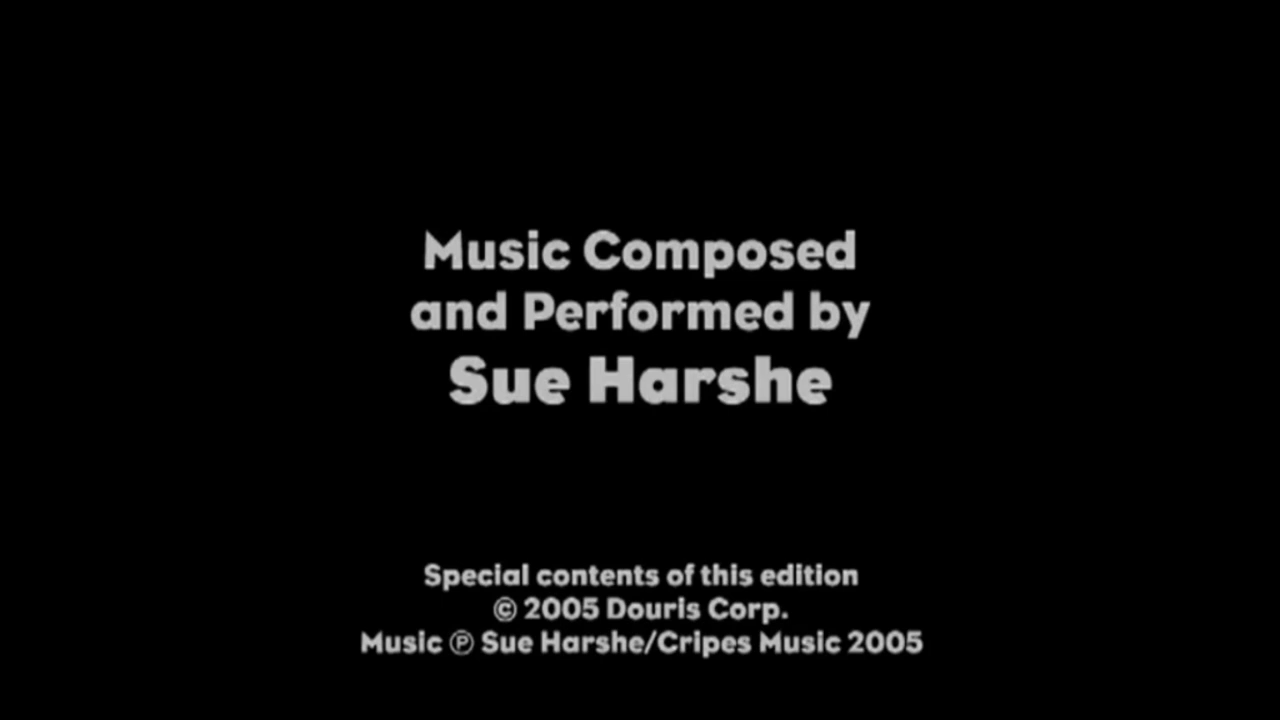 Music Composed
and Performed by
Sue Harshe
Special contents of this edition
© 2005 Douris Corp.
Music ℗ Sue Harshe/Cripes Music 2005